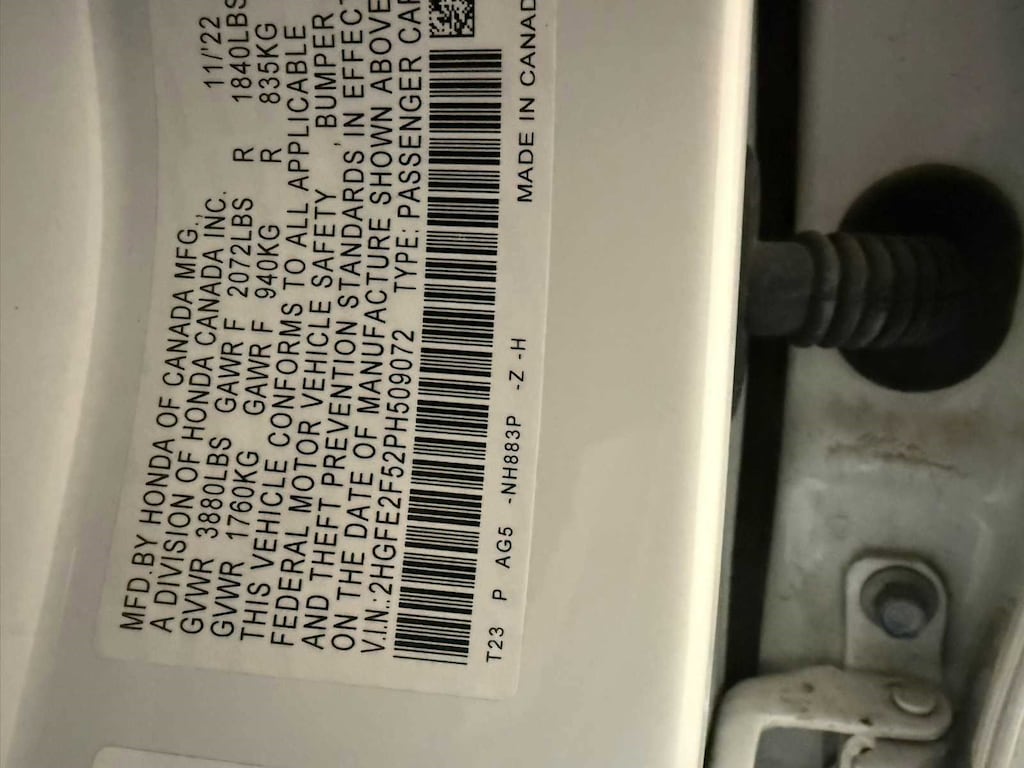 MFD.BY HONDA OF CANADA MFG.,
A DIVISION OF HONDA CANADA INC. 11/'22
GVWR 3880LBS GAWR F 2072LBS R 1840LBS
GVWR 1760KG GAWR F 940KG R 835KG
THIS VEHICLE CONFORMS TO ALL APPLICABLE
FEDERAL MOTOR VEHICLE SAFETY, BUMPER
AND THEFT PREVENTION STANDARDS, IN EFFECT
ON THE DATE OF MANUFACTURE SHOWN ABOVE
V.I.N.:2HGFE2F52PH509072 TYPE: PASSENGER CAR
T23 P AG5 -NH883P -Z -H MADE IN CANADA